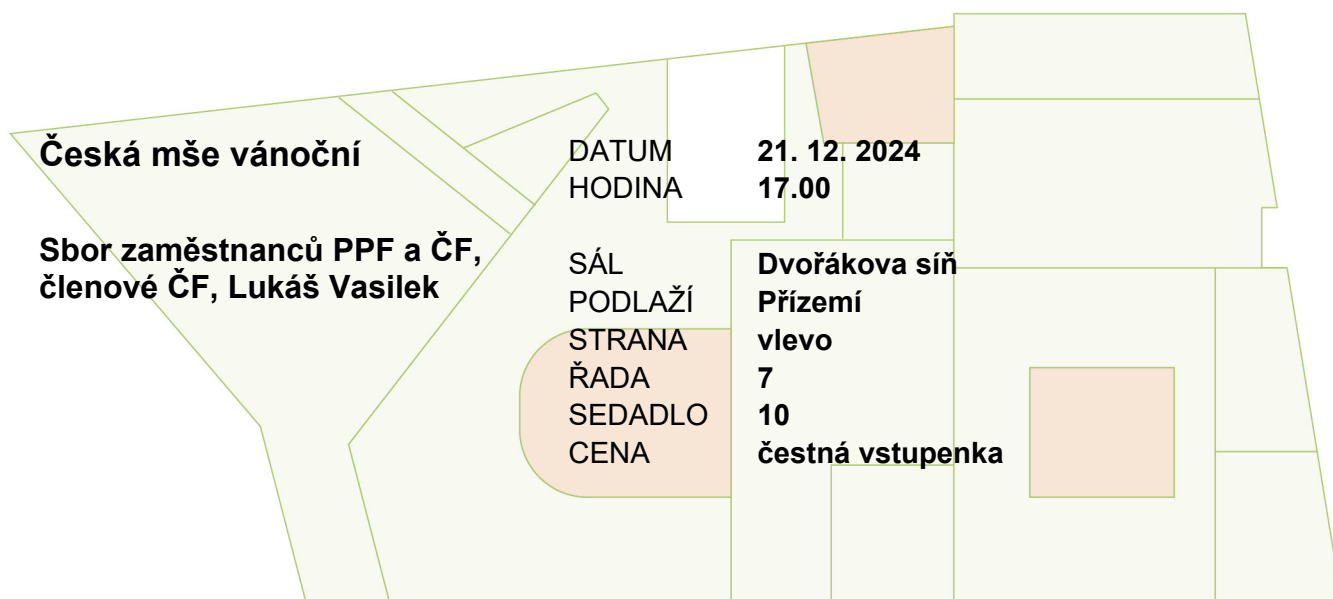 Česká mše vánoční
Sbor zaměstnanců PPF a ČF,
členové ČF, Lukáš Vasilek
DATUM 21. 12. 2024
HODINA 17.00
SÁL Dvořákova síň
PODLAŽÍ Přízemí
STRANA vlevo
ŘADA 7
SEDADLO 10
CENA čestná vstupenka